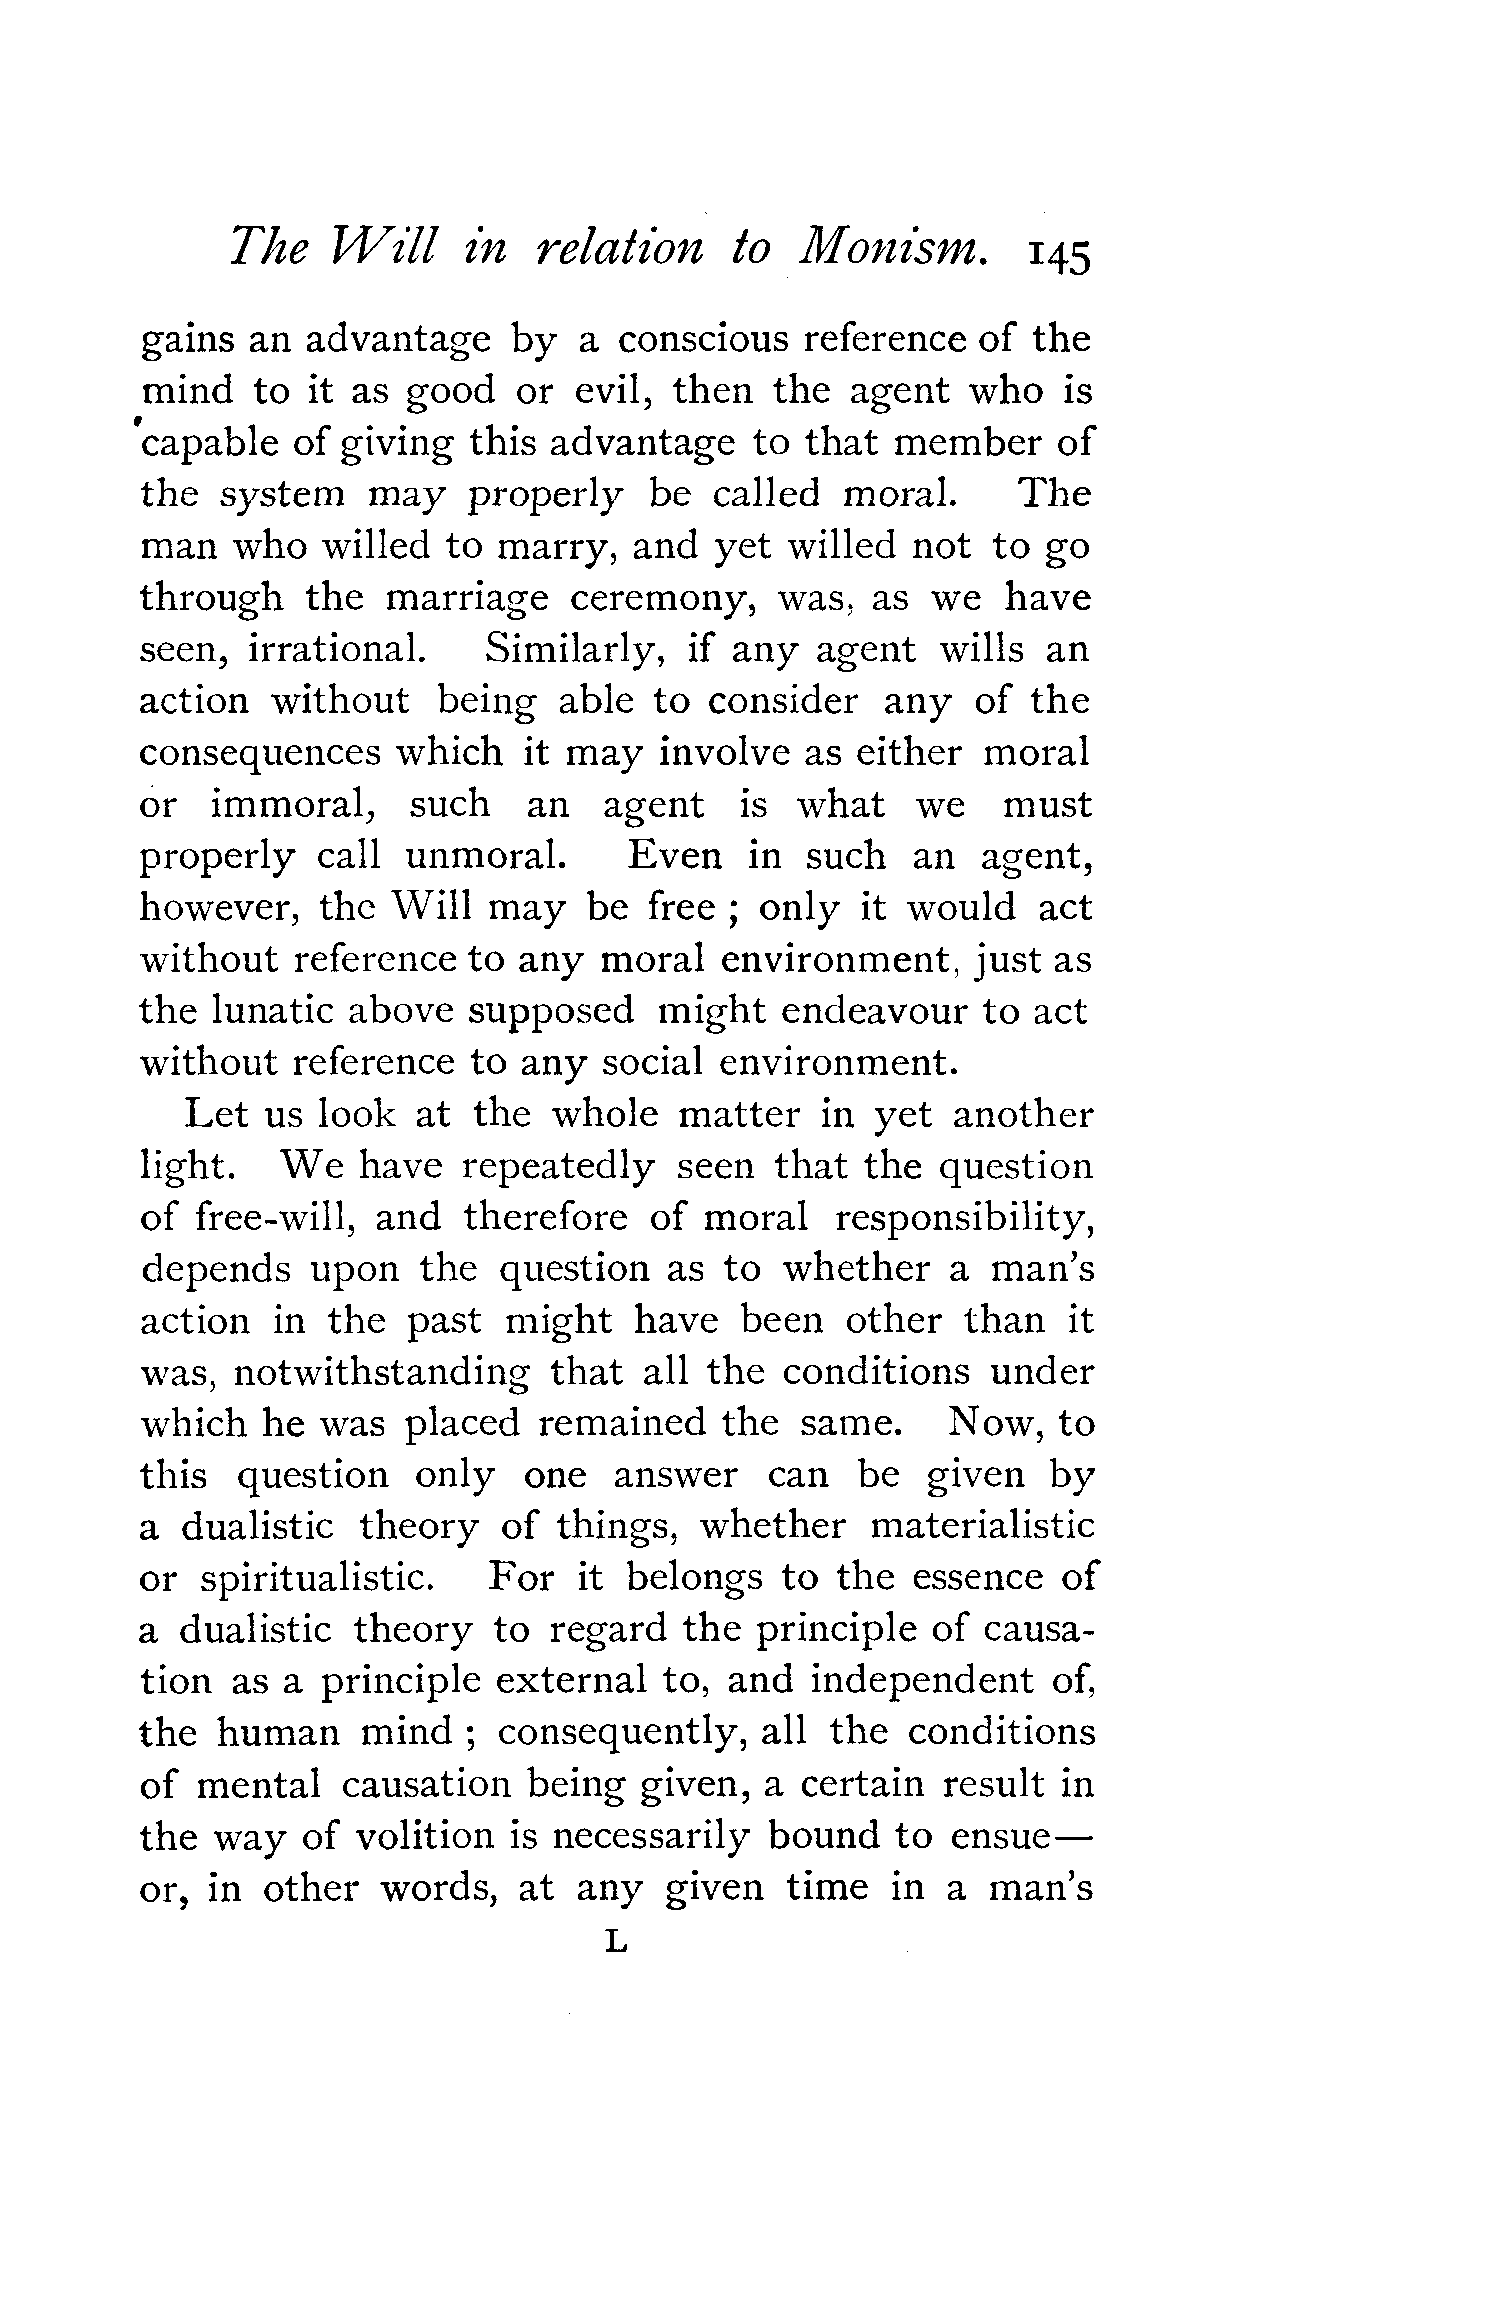 The Will in relation to Monism. 145
gains an advantage by a conscious reference of the
mind to it as good or evil, then the agent who is
capable of giving this advantage to that member of
the system may properly be called moral. The
man who willed to marry, and yet willed not to go
through the marriage ceremony, was, as we have
seen, irrational. Similarly, if any agent wills an
action without being able to consider any of the
consequences which it may involve as either moral
or immoral, such an agent is what we must
properly call unmoral. Even in such an agent,
however, the Will may be free ; only it would act
without reference to any moral environment, just as
the lunatic above supposed might endeavour to act
without reference to any social environment.
Let us look at the whole matter in yet another
light. We have repeatedly seen that the question
of free-will, and therefore of moral responsibility,
depends upon the question as to whether a man's
action in the past might have been other than it
was, notwithstanding that all the conditions under
which he was placed remained the same. Now, to
this question only one answer can be given by
a dualistic theory of things, whether materialistic
or spiritualistic. For it belongs to the essence of
a dualistic theory to regard the principle of causa-
tion as a principle external to, and independent of,
the human mind ; consequently, all the conditions
of mental causation being given, a certain result in
the way of volition is necessarily bound to ensue—
or, in other words, at any given time in a man's
L